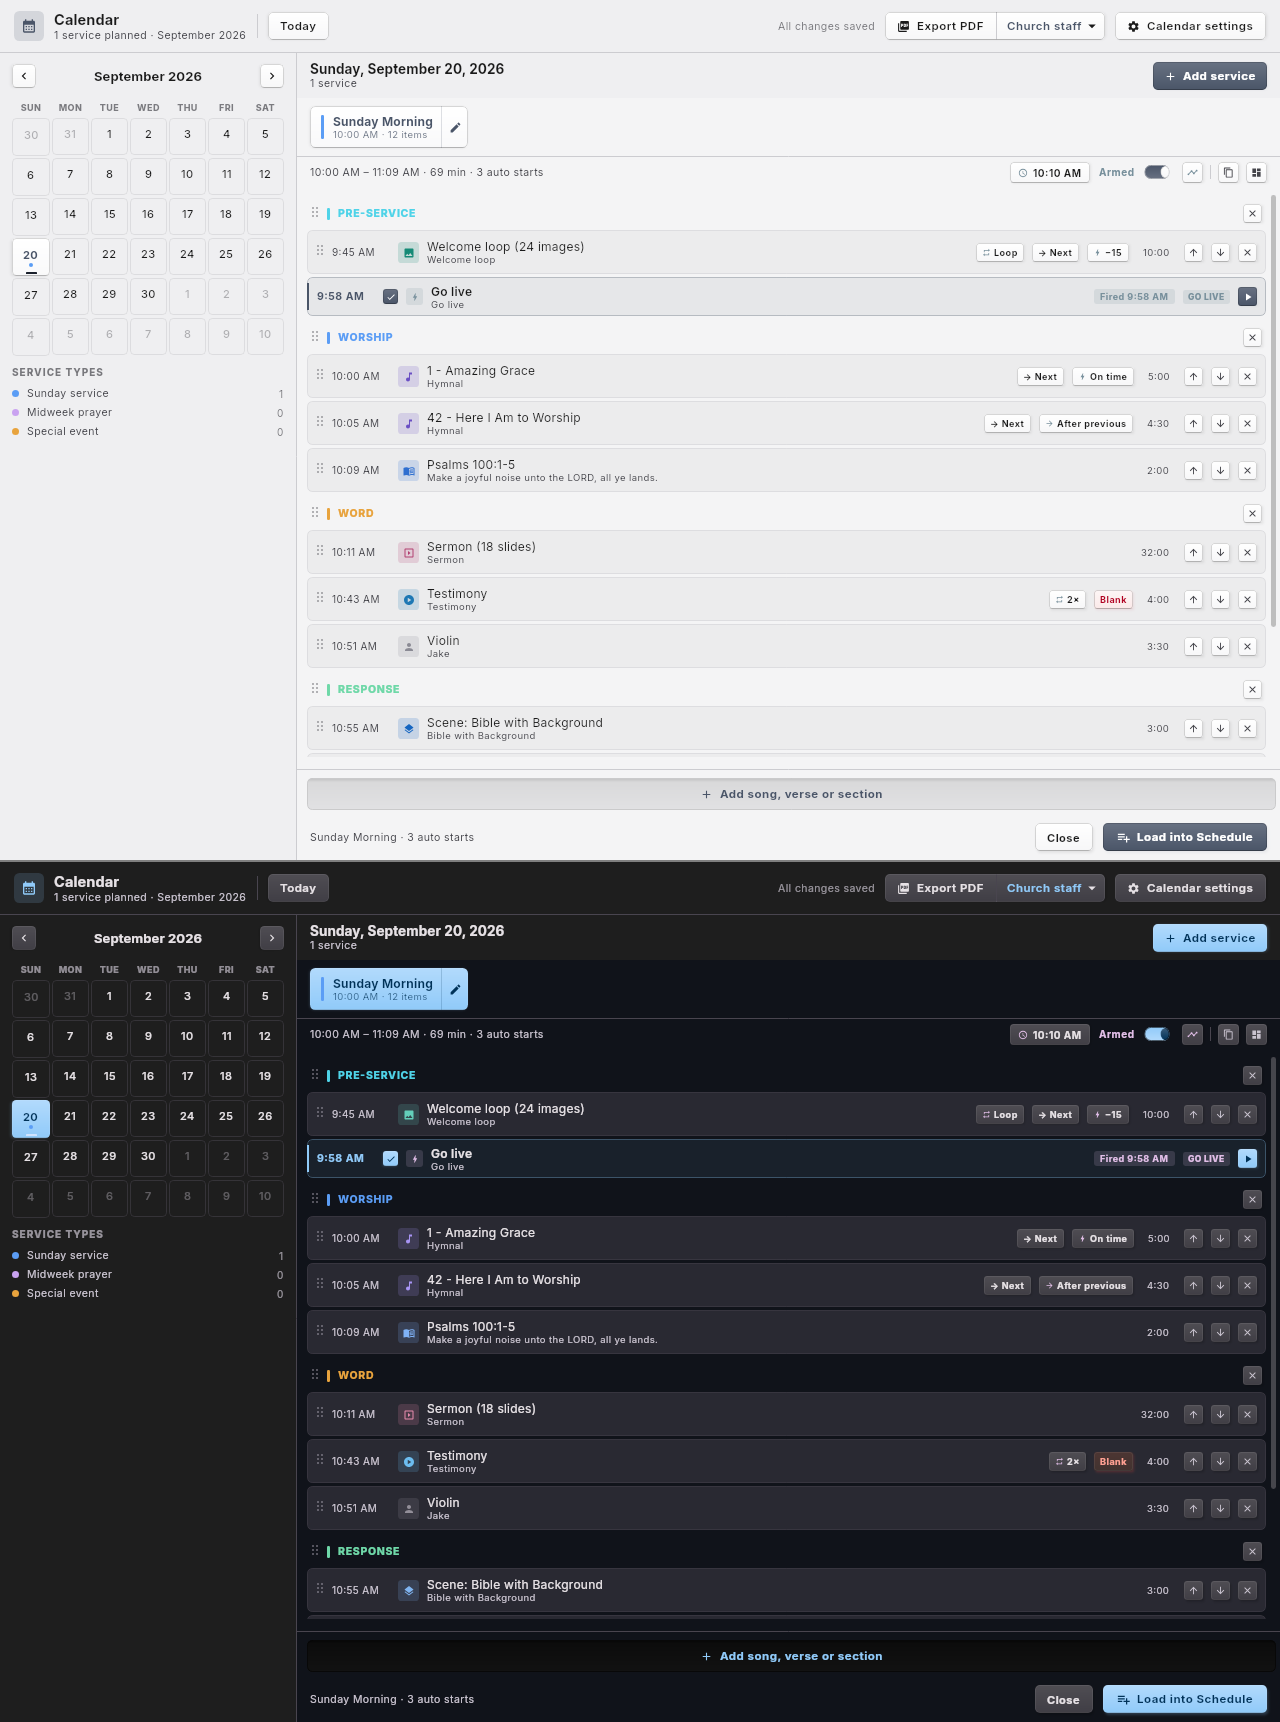 Calendar
1 service planned · September 2026
Today
All changes saved
Export PDF
Church staff
Calendar settings
September 2026
SUN MON TUE WED THU FRI SAT
30 31 1 2 3 4 5
6 7 8 9 10 11 12
13 14 15 16 17 18 19
20 21 22 23 24 25 26
27 28 29 30 1 2 3
4 5 6 7 8 9 10
SERVICE TYPES
Sunday service 1
Midweek prayer 0
Special event 0
Sunday, September 20, 2026
1 service
Add service
Sunday Morning
10:00 AM · 12 items
10:00 AM – 11:09 AM · 69 min · 3 auto starts
10:10 AM
Armed
PRE-SERVICE
9:45 AM Welcome loop (24 images) Loop Next −15 10:00
Welcome loop
9:58 AM Go live Fired 9:58 AM GO LIVE
Go live
WORSHIP
10:00 AM 1 - Amazing Grace Next On time 5:00
Hymnal
10:05 AM 42 - Here I Am to Worship Next After previous 4:30
Hymnal
10:09 AM Psalms 100:1-5 2:00
Make a joyful noise unto the LORD, all ye lands.
WORD
10:11 AM Sermon (18 slides) 32:00
Sermon
10:43 AM Testimony 2× Blank 4:00
Testimony
10:51 AM Violin 3:30
Jake
RESPONSE
10:55 AM Scene: Bible with Background 3:00
Bible with Background
Add song, verse or section
Sunday Morning · 3 auto starts
Close
Load into Schedule
Calendar
1 service planned · September 2026
Today
All changes saved
Export PDF
Church staff
Calendar settings
September 2026
SUN MON TUE WED THU FRI SAT
30 31 1 2 3 4 5
6 7 8 9 10 11 12
13 14 15 16 17 18 19
20 21 22 23 24 25 26
27 28 29 30 1 2 3
4 5 6 7 8 9 10
SERVICE TYPES
Sunday service 1
Midweek prayer 0
Special event 0
Sunday, September 20, 2026
1 service
Add service
Sunday Morning
10:00 AM · 12 items
10:00 AM – 11:09 AM · 69 min · 3 auto starts
10:10 AM
Armed
PRE-SERVICE
9:45 AM Welcome loop (24 images) Loop Next −15 10:00
Welcome loop
9:58 AM Go live Fired 9:58 AM GO LIVE
Go live
WORSHIP
10:00 AM 1 - Amazing Grace Next On time 5:00
Hymnal
10:05 AM 42 - Here I Am to Worship Next After previous 4:30
Hymnal
10:09 AM Psalms 100:1-5 2:00
Make a joyful noise unto the LORD, all ye lands.
WORD
10:11 AM Sermon (18 slides) 32:00
Sermon
10:43 AM Testimony 2× Blank 4:00
Testimony
10:51 AM Violin 3:30
Jake
RESPONSE
10:55 AM Scene: Bible with Background 3:00
Bible with Background
Add song, verse or section
Sunday Morning · 3 auto starts
Close
Load into Schedule